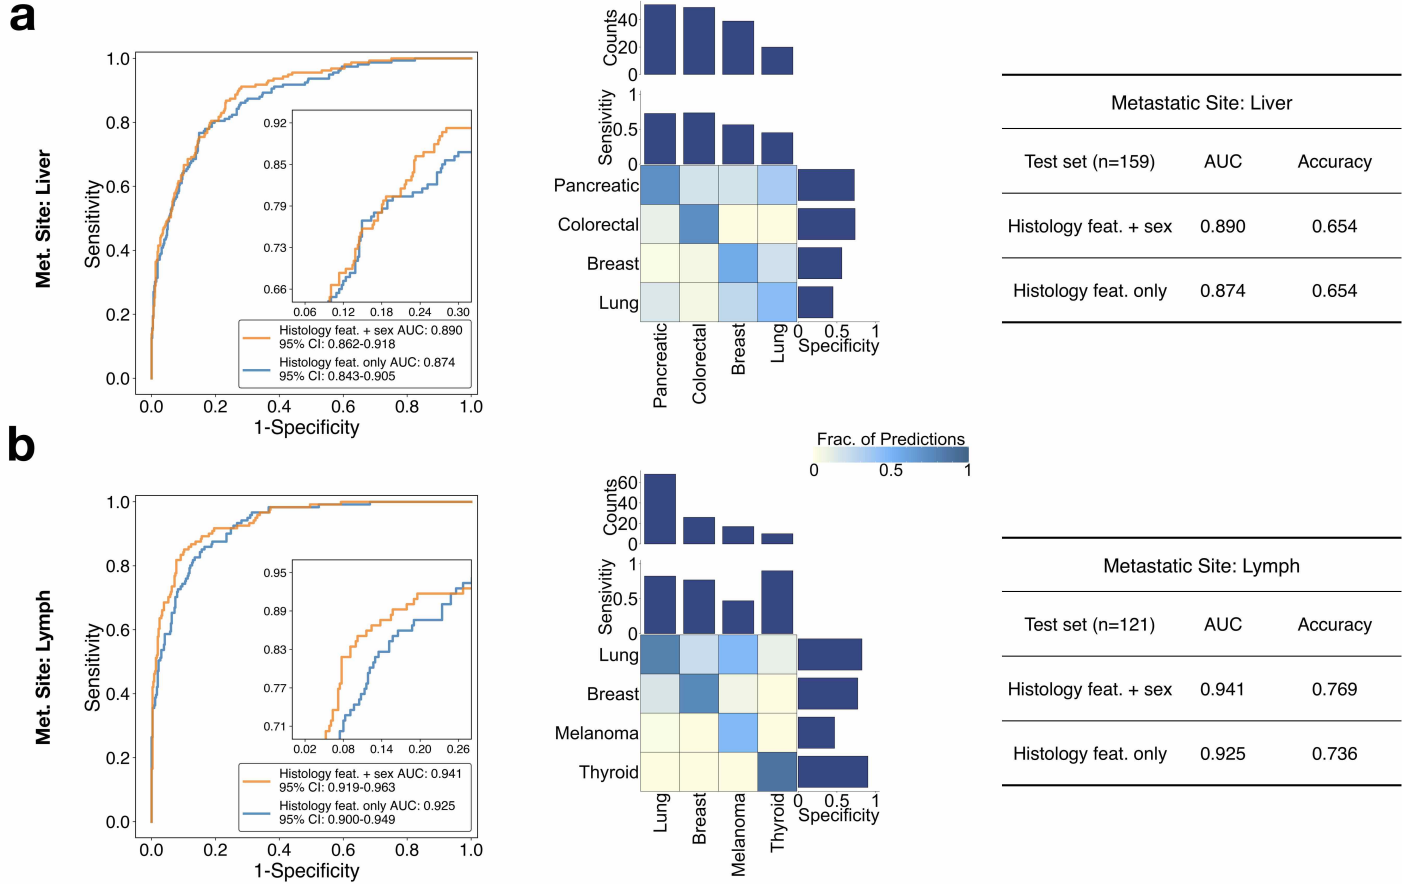 a
Met. Site: Liver
Sensitivity
1.0
0.8
0.6
0.4
0.2
0.0
0.92
0.85
0.79
0.73
0.66
0.06 0.12 0.18 0.24 0.30
Histology feat. + sex AUC: 0.890
95% CI: 0.862-0.918
Histology feat. only AUC: 0.874
95% CI: 0.843-0.905
0.0 0.2 0.4 0.6 0.8 1.0
1-Specificity
Counts
40
20
0
Sensivitiy
1
0.5
0
Pancreatic
Colorectal
Breast
Lung
Pancreatic
Colorectal
Breast
Lung
0 0.5 1
Specificity
Metastatic Site: Liver
Test set (n=159) AUC Accuracy
Histology feat. + sex 0.890 0.654
Histology feat. only 0.874 0.654
b
Met. Site: Lymph
Sensitivity
1.0
0.8
0.6
0.4
0.2
0.0
0.95
0.89
0.83
0.77
0.71
0.02 0.08 0.14 0.20 0.26
Histology feat. + sex AUC: 0.941
95% CI: 0.919-0.963
Histology feat. only AUC: 0.925
95% CI: 0.900-0.949
0.0 0.2 0.4 0.6 0.8 1.0
1-Specificity
Frac. of Predictions
0 0.5 1
Counts
60
40
20
0
Sensivitiy
1
0.5
0
Lung
Breast
Melanoma
Thyroid
Lung
Breast
Melanoma
Thyroid
0 0.5 1
Specificity
Metastatic Site: Lymph
Test set (n=121) AUC Accuracy
Histology feat. + sex 0.941 0.769
Histology feat. only 0.925 0.736